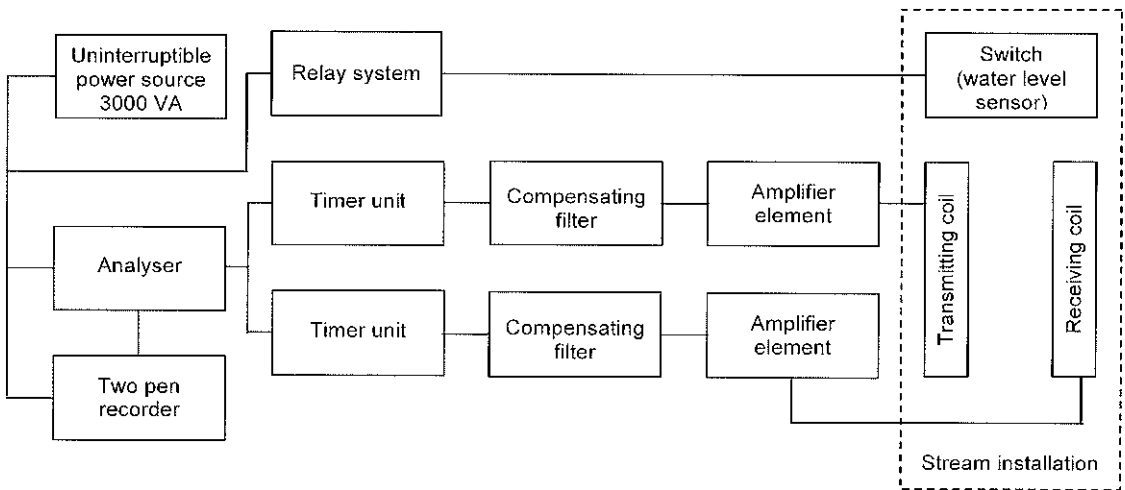 Uninterruptible
power source
3000 VA
Relay system
Switch
(water level
sensor)
Timer unit
Compensating
filter
Amplifier
element
Transmitting coil
Receiving coil
Analyser
Timer unit
Compensating
filter
Amplifier
element
Two pen
recorder
Stream installation